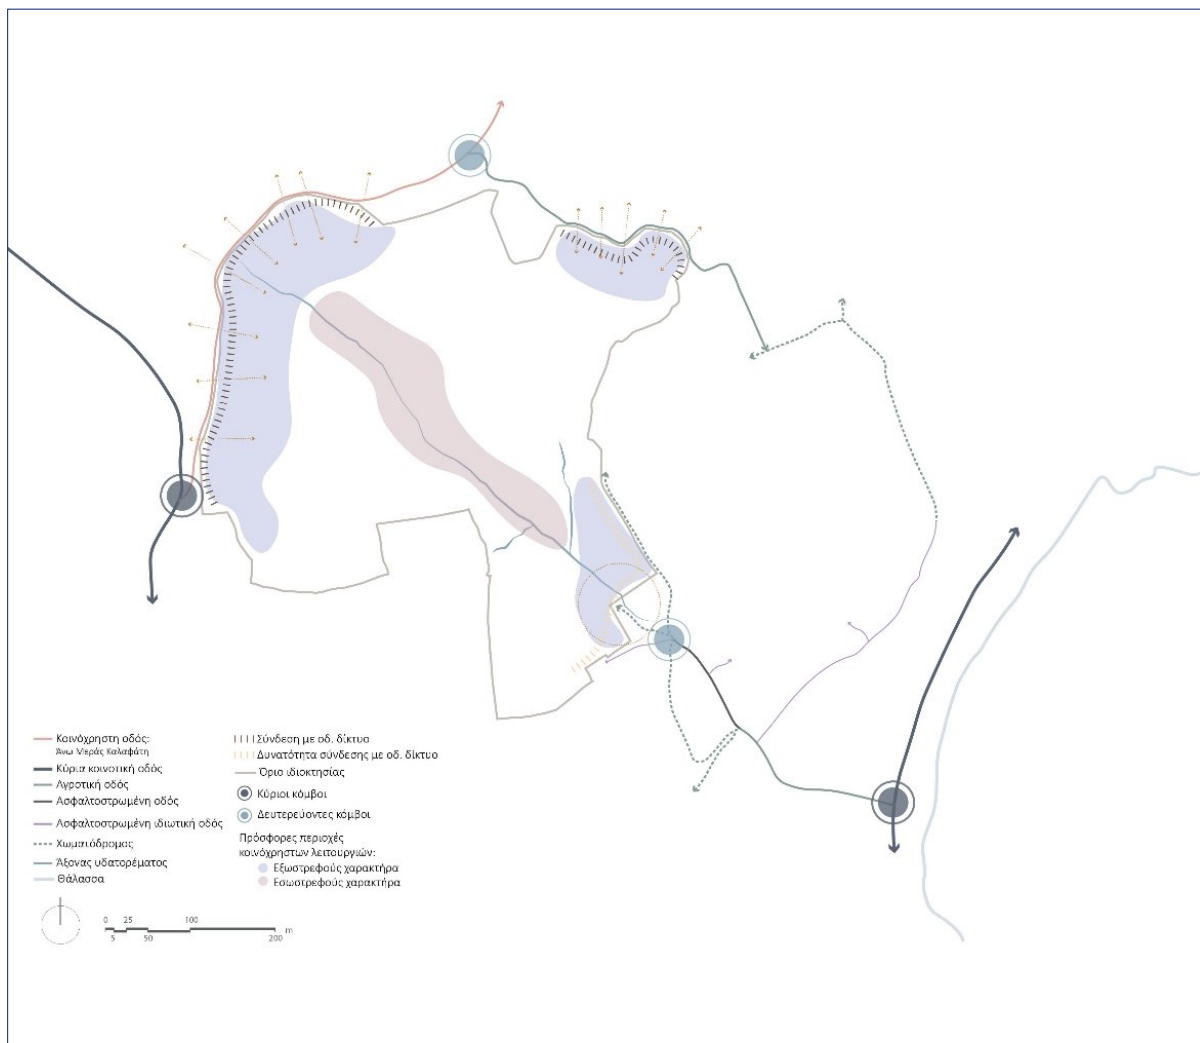 Κοινόχρηστη οδός:
Άνω Μεράς Καλαφάτη
Κύρια κοινοτική οδός
Αγροτική οδός
Ασφαλτοστρωμένη οδός
Ασφαλτοστρωμένη ιδιωτική οδός
Χωματόδρομος
Άξονας υδατορέματος
Θάλασσα
Σύνδεση με οδ. δίκτυο
Δυνατότητα σύνδεσης με οδ. δίκτυο
Όριο ιδιοκτησίας
Κύριοι κόμβοι
Δευτερεύοντες κόμβοι
Πρόσφορες περιοχές
κοινόχρηστων λειτουργιών:
Εξωστρεφούς χαρακτήρα
Εσωστρεφούς χαρακτήρα
0 25 100
m
5 50 200